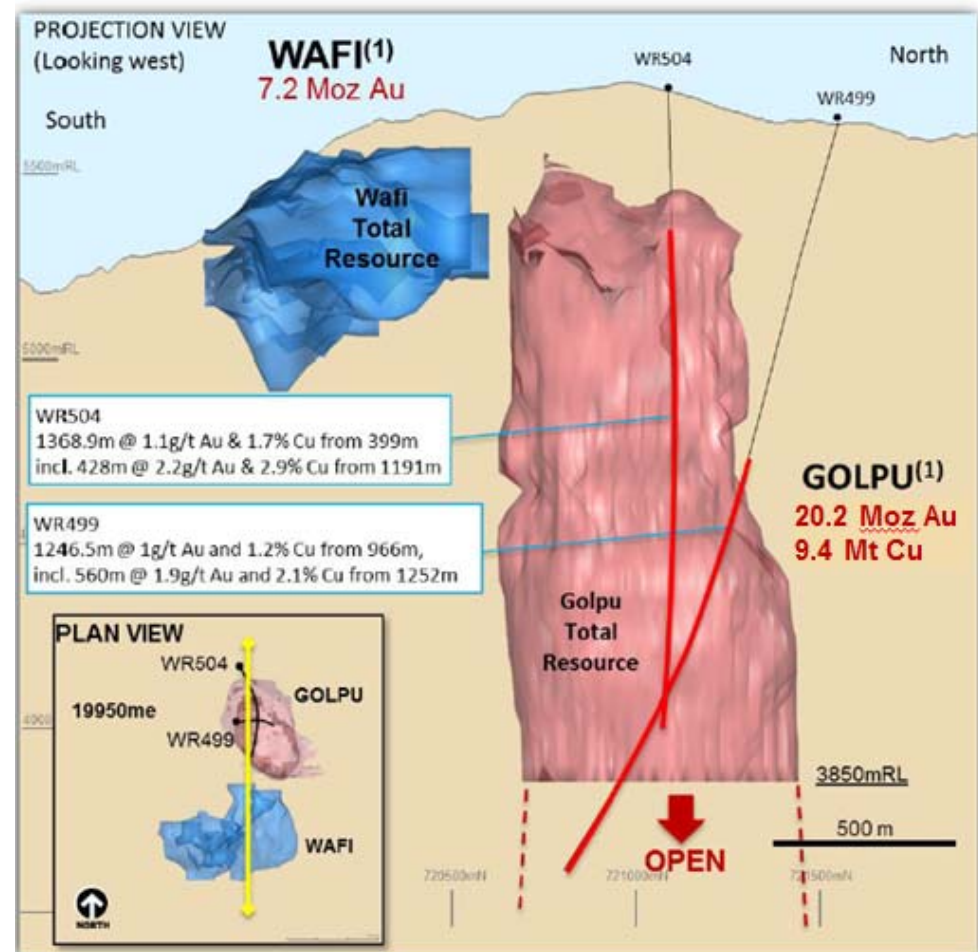 PROJECTION VIEW
(Looking west)
WAFI(1)
7.2 Moz Au
South
North
WR504
WR499
5500mRL
Wafi
Total
Resource
5000mRL
WR504
1368.9m @ 1.1g/t Au & 1.7% Cu from 399m
incl. 428m @ 2.2g/t Au & 2.9% Cu from 1191m
WR499
1246.5m @ 1g/t Au and 1.2% Cu from 966m,
incl. 560m @ 1.9g/t Au and 2.1% Cu from 1252m
GOLPU(1)
20.2 Moz Au
9.4 Mt Cu
Golpu
Total
Resource
PLAN VIEW
WR504
GOLPU
19950me
WR499
WAFI
NORTH
3850mRL
500 m
OPEN
720500mN
721000mN
721500mN